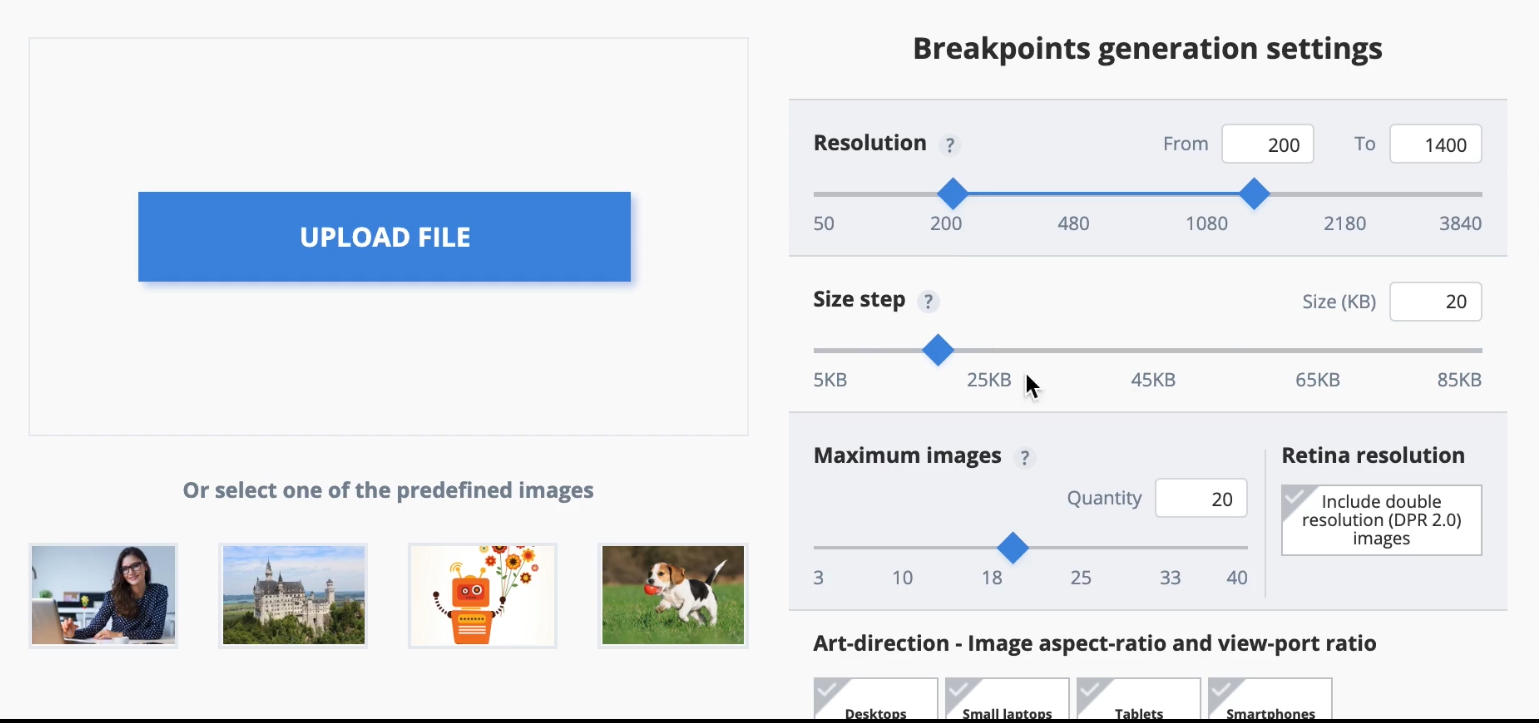 UPLOAD FILE
Or select one of the predefined images
Breakpoints generation settings
Resolution ? From 200 To 1400
50 200 480 1080 2180 3840
Size step ? Size (KB) 20
5KB 25KB 45KB 65KB 85KB
Maximum images ?
Quantity 20
3 10 18 25 33 40
Retina resolution
Include double
resolution (DPR 2.0)
images
Art-direction - Image aspect-ratio and view-port ratio
Desktops Small laptops Tablets Smartphones